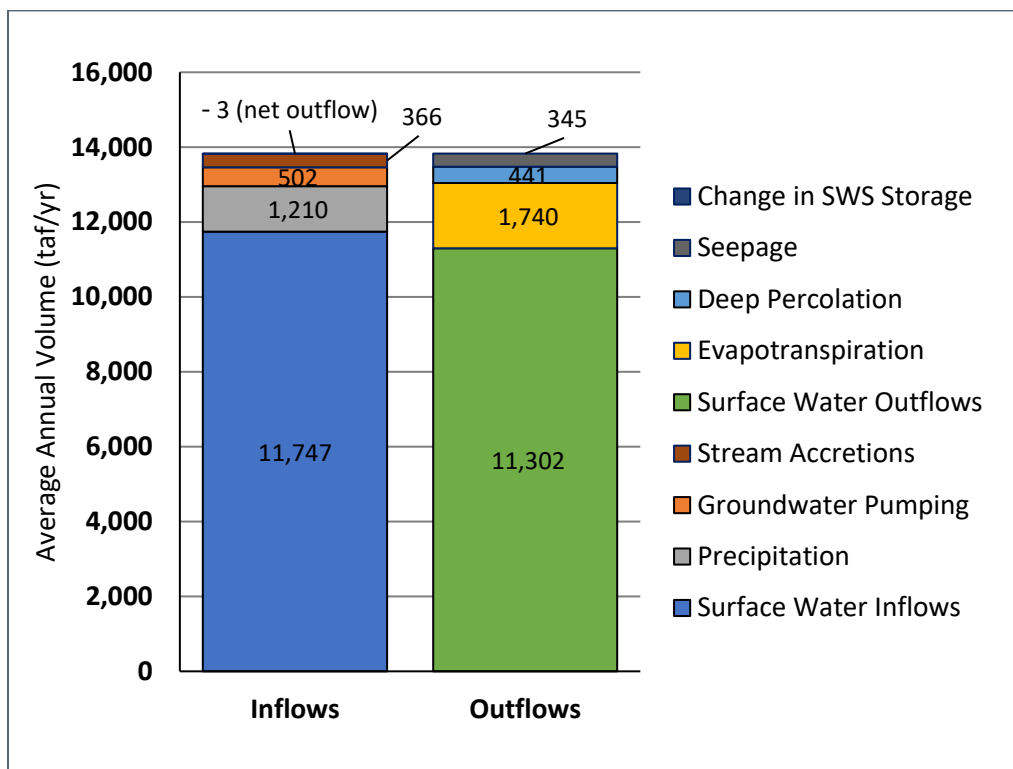 16,000
14,000
12,000
10,000
8,000
6,000
4,000
2,000
0
Average Annual Volume (taf/yr)
- 3 (net outflow)
366
345
502
441
1,210
1,740
11,747
11,302
Inflows
Outflows
Change in SWS Storage
Seepage
Deep Percolation
Evapotranspiration
Surface Water Outflows
Stream Accretions
Groundwater Pumping
Precipitation
Surface Water Inflows